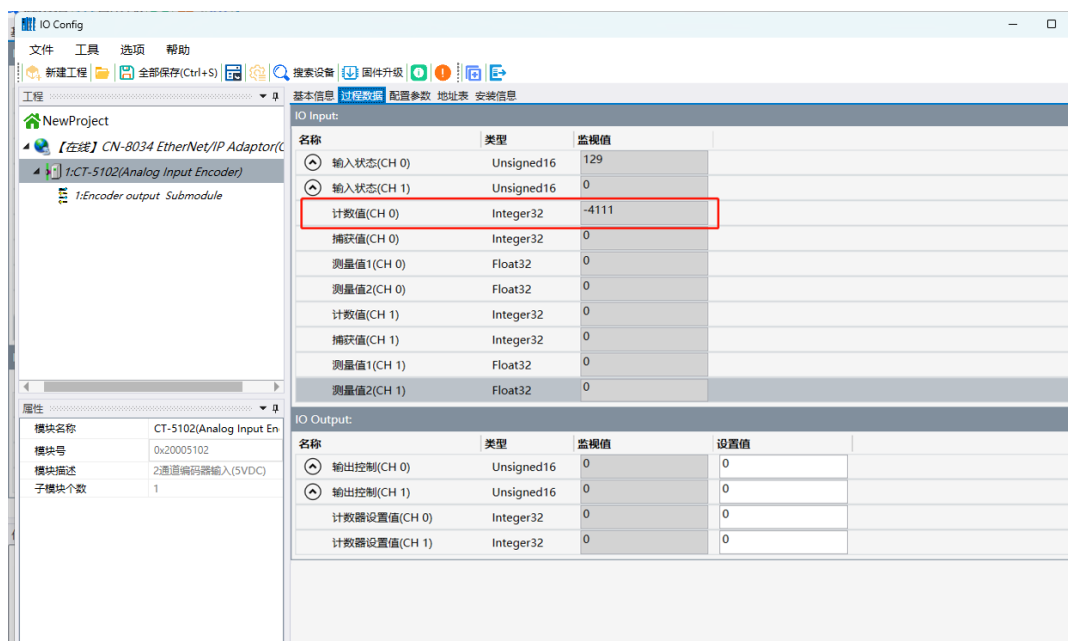 IO Config
文件 工具 选项 帮助
新建工程 全部保存(Ctrl+S) 搜索设备 固件升级
工程
基本信息 过程数据 配置参数 地址表 安装信息
NewProject
【在线】CN-8034 EtherNet/IP Adaptor(
1:CT-5102(Analog Input Encoder)
1:Encoder output Submodule
IO Input:
名称 类型 监视值
输入状态(CH 0) Unsigned16 129
输入状态(CH 1) Unsigned16 0
计数值(CH 0) Integer32 -4111
捕获值(CH 0) Integer32 0
测量值1(CH 0) Float32 0
测量值2(CH 0) Float32 0
计数值(CH 1) Integer32 0
捕获值(CH 1) Integer32 0
测量值1(CH 1) Float32 0
测量值2(CH 1) Float32 0
属性
模块名称 CT-5102(Analog Input En
模块号 0x20005102
模块描述 2通道编码器输入(5VDC)
子模块个数 1
IO Output:
名称 类型 监视值 设置值
输出控制(CH 0) Unsigned16 0 0
输出控制(CH 1) Unsigned16 0 0
计数器设置值(CH 0) Integer32 0 0
计数器设置值(CH 1) Integer32 0 0